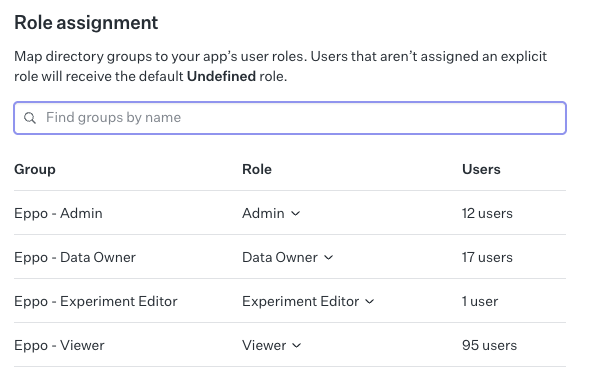 Role assignment
Map directory groups to your app's user roles. Users that aren't assigned an explicit
role will receive the default Undefined role.
Find groups by name
Group Role Users
Eppo - Admin Admin 12 users
Eppo - Data Owner Data Owner 17 users
Eppo - Experiment Editor Experiment Editor 1 user
Eppo - Viewer Viewer 95 users